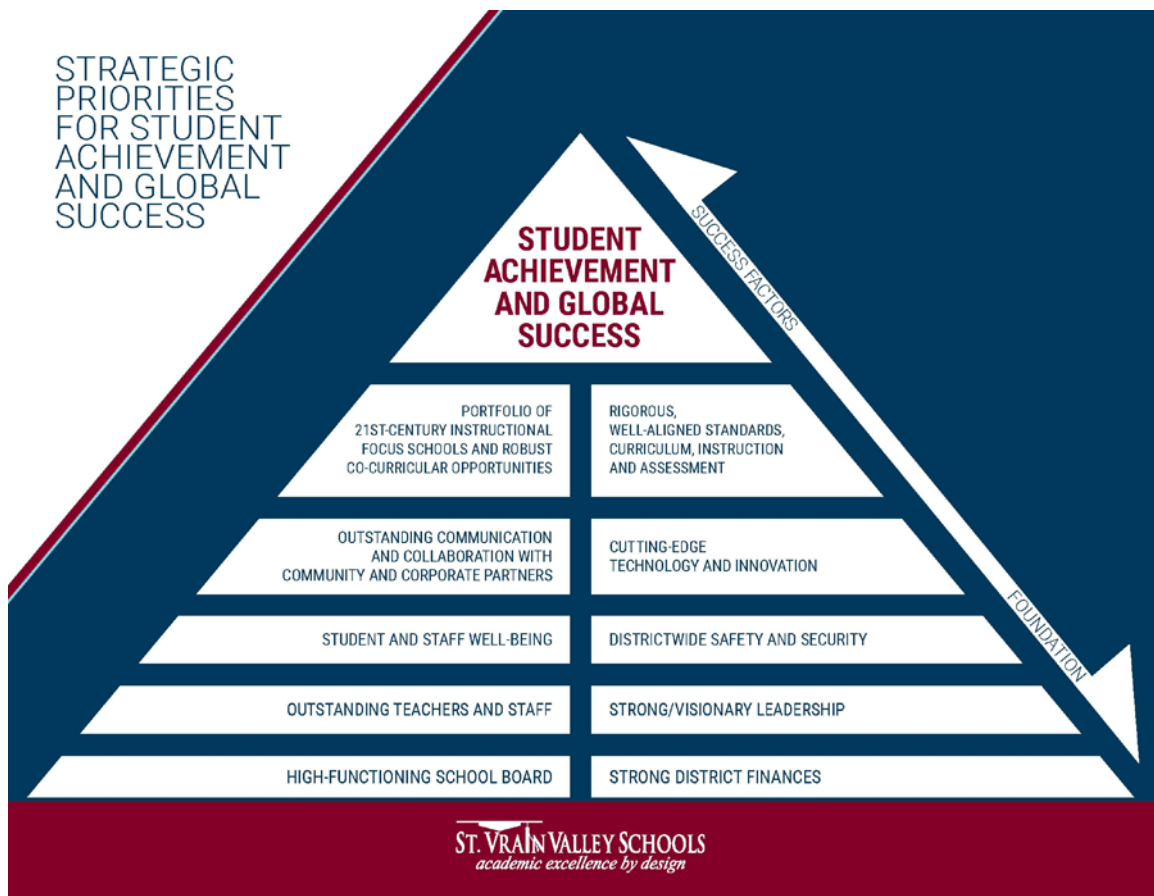 STRATEGIC
PRIORITIES
FOR STUDENT
ACHIEVEMENT
AND GLOBAL
SUCCESS
STUDENT
ACHIEVEMENT
AND GLOBAL
SUCCESS
SUCCESS FACTORS
FOUNDATION
PORTFOLIO OF
21ST-CENTURY INSTRUCTIONAL
FOCUS SCHOOLS AND ROBUST
CO-CURRICULAR OPPORTUNITIES
RIGOROUS,
WELL-ALIGNED STANDARDS,
CURRICULUM, INSTRUCTION
AND ASSESSMENT
OUTSTANDING COMMUNICATION
AND COLLABORATION WITH
COMMUNITY AND CORPORATE PARTNERS
CUTTING-EDGE
TECHNOLOGY AND INNOVATION
STUDENT AND STAFF WELL-BEING
DISTRICTWIDE SAFETY AND SECURITY
OUTSTANDING TEACHERS AND STAFF
STRONG/VISIONARY LEADERSHIP
HIGH-FUNCTIONING SCHOOL BOARD
STRONG DISTRICT FINANCES
ST. VRAIN VALLEY SCHOOLS
academic excellence by design